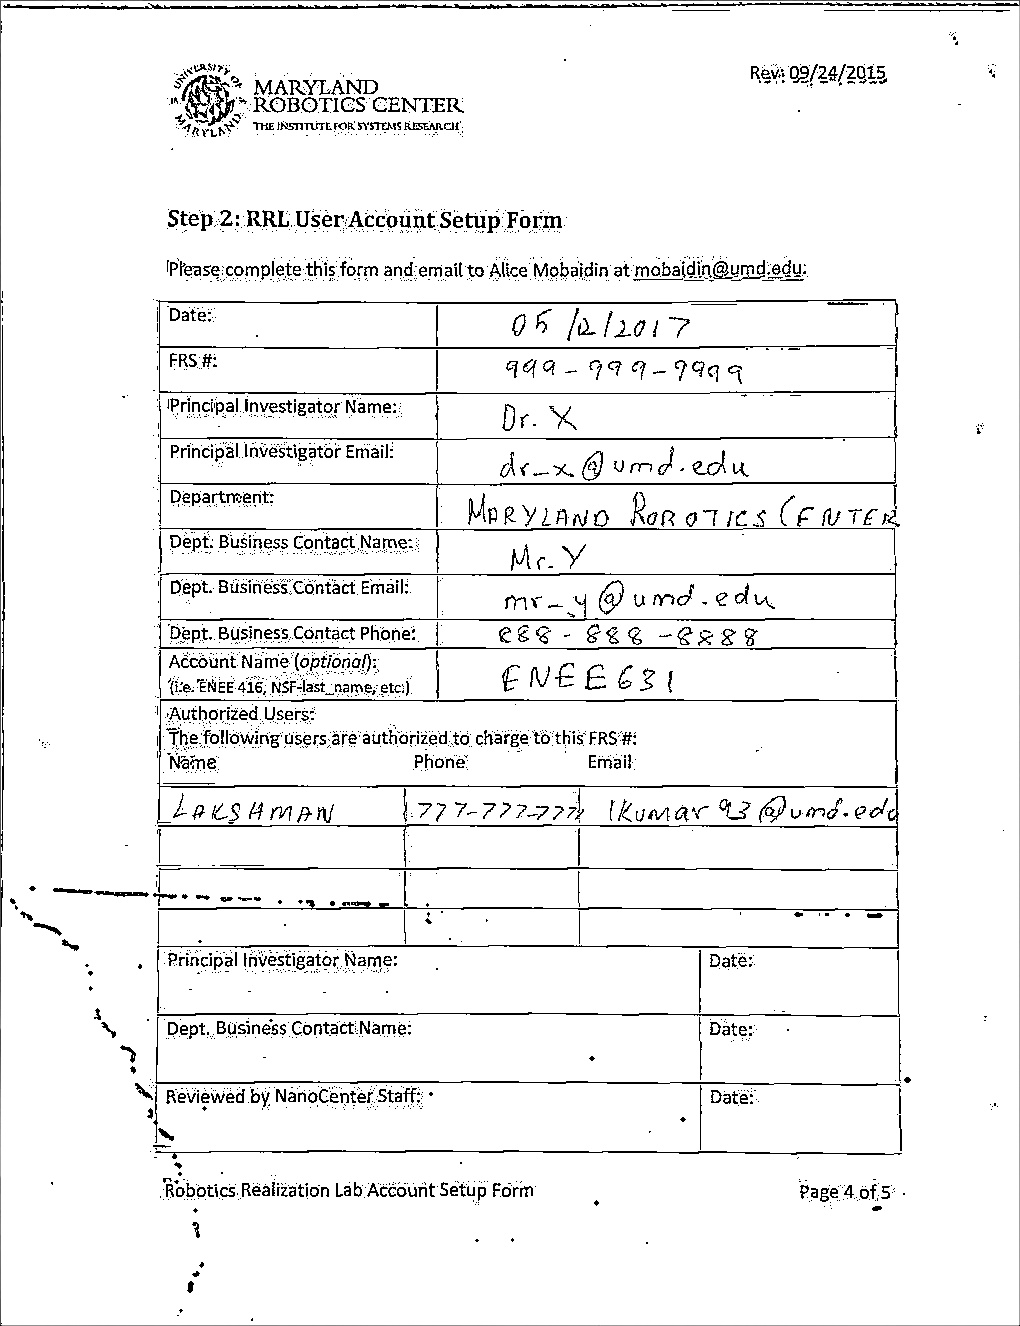 UNIVERSITY OF
MARYLAND
MARYLAND
ROBOTICS CENTER
THE INSTITUTE FOR SYSTEMS RESEARCH
Rev: 09/24/2015
Step 2: RRL User Account Setup Form
Please complete this form and email to Alice Mobaidin at mobaidin@umd.edu:
Date: 05/12/2017
FRS #: 999-999-9999
Principal Investigator Name: Dr. X
Principal Investigator Email: dr_x@umd.edu
Department: MARYLAND ROBOTICS CENTER
Dept. Business Contact Name: Mr. Y
Dept. Business Contact Email: mr_y@umd.edu
Dept. Business Contact Phone: 888-888-8888
Account Name (optional): ENEE631
(i.e. ENEE 416, NSF-last_name, etc.)
Authorized Users:
The following users are authorized to charge to this FRS #:
Name Phone Email
LAKSHMAN 777-777-777 lkumar93@umd.edu
Principal Investigator Name: Date:
Dept. Business Contact Name: Date:
Reviewed by NanoCenter Staff: Date:
Robotics Realization Lab Account Setup Form Page 4 of 5